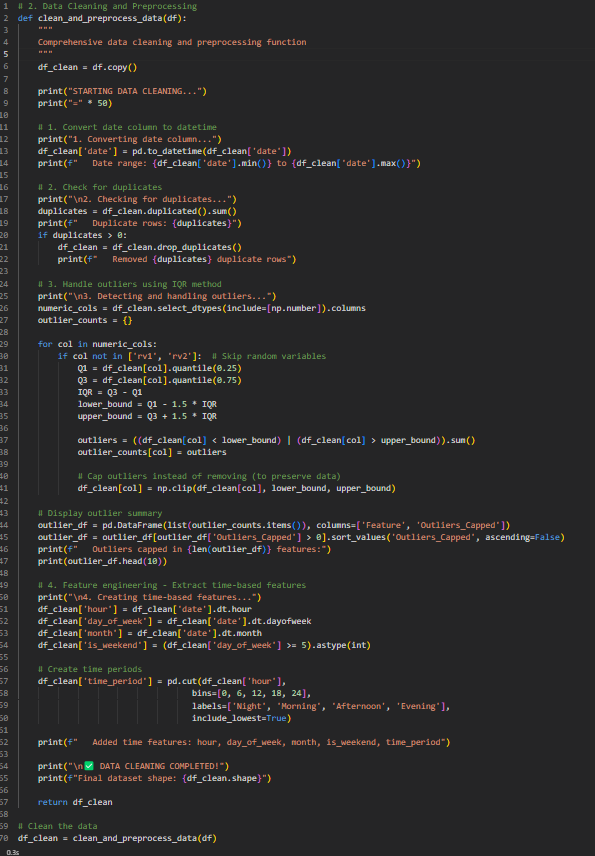 1 # 2. Data Cleaning and Preprocessing
2 def clean_and_preprocess_data(df):
3     """
4     Comprehensive data cleaning and preprocessing function
5     """
6     df_clean = df.copy()
7
8     print("STARTING DATA CLEANING...")
9     print("=" * 50)
10
11     # 1. Convert date column to datetime
12     print("1. Converting date column...")
13     df_clean['date'] = pd.to_datetime(df_clean['date'])
14     print(f"   Date range: {df_clean['date'].min()} to {df_clean['date'].max()}")
15
16     # 2. Check for duplicates
17     print("\n2. Checking for duplicates...")
18     duplicates = df_clean.duplicated().sum()
19     print(f"   Duplicate rows: {duplicates}")
20     if duplicates > 0:
21         df_clean = df_clean.drop_duplicates()
22         print(f"   Removed {duplicates} duplicate rows")
23
24     # 3. Handle outliers using IQR method
25     print("\n3. Detecting and handling outliers...")
26     numeric_cols = df_clean.select_dtypes(include=[np.number]).columns
27     outlier_counts = {}
28
29     for col in numeric_cols:
30         if col not in ['rv1', 'rv2']:  # Skip random variables
31             Q1 = df_clean[col].quantile(0.25)
32             Q3 = df_clean[col].quantile(0.75)
33             IQR = Q3 - Q1
34             lower_bound = Q1 - 1.5 * IQR
35             upper_bound = Q3 + 1.5 * IQR
36
37             outliers = ((df_clean[col] < lower_bound) | (df_clean[col] > upper_bound)).sum()
38             outlier_counts[col] = outliers
39
40             # Cap outliers instead of removing (to preserve data)
41             df_clean[col] = np.clip(df_clean[col], lower_bound, upper_bound)
42
43     # Display outlier summary
44     outlier_df = pd.DataFrame(list(outlier_counts.items()), columns=['Feature', 'Outliers_Capped'])
45     outlier_df = outlier_df[outlier_df['Outliers_Capped'] > 0].sort_values('Outliers_Capped', ascending=False)
46     print(f"   Outliers capped in {len(outlier_df)} features:")
47     print(outlier_df.head(10))
48
49     # 4. Feature engineering - Extract time-based features
50     print("\n4. Creating time-based features...")
51     df_clean['hour'] = df_clean['date'].dt.hour
52     df_clean['day_of_week'] = df_clean['date'].dt.dayofweek
53     df_clean['month'] = df_clean['date'].dt.month
54     df_clean['is_weekend'] = (df_clean['day_of_week'] >= 5).astype(int)
55
56     # Create time periods
57     df_clean['time_period'] = pd.cut(df_clean['hour'],
58                                      bins=[0, 6, 12, 18, 24],
59                                      labels=['Night', 'Morning', 'Afternoon', 'Evening'],
60                                      include_lowest=True)
61
62     print(f"   Added time features: hour, day_of_week, month, is_weekend, time_period")
63
64     print("\n✅ DATA CLEANING COMPLETED!")
65     print(f"Final dataset shape: {df_clean.shape}")
66
67     return df_clean
68
69 # Clean the data
70 df_clean = clean_and_preprocess_data(df)
0.3s